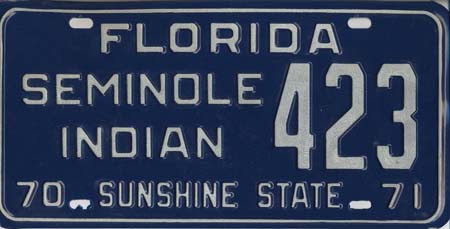 FLORIDA
SEMINOLE
INDIAN 423
70 SUNSHINE STATE 71